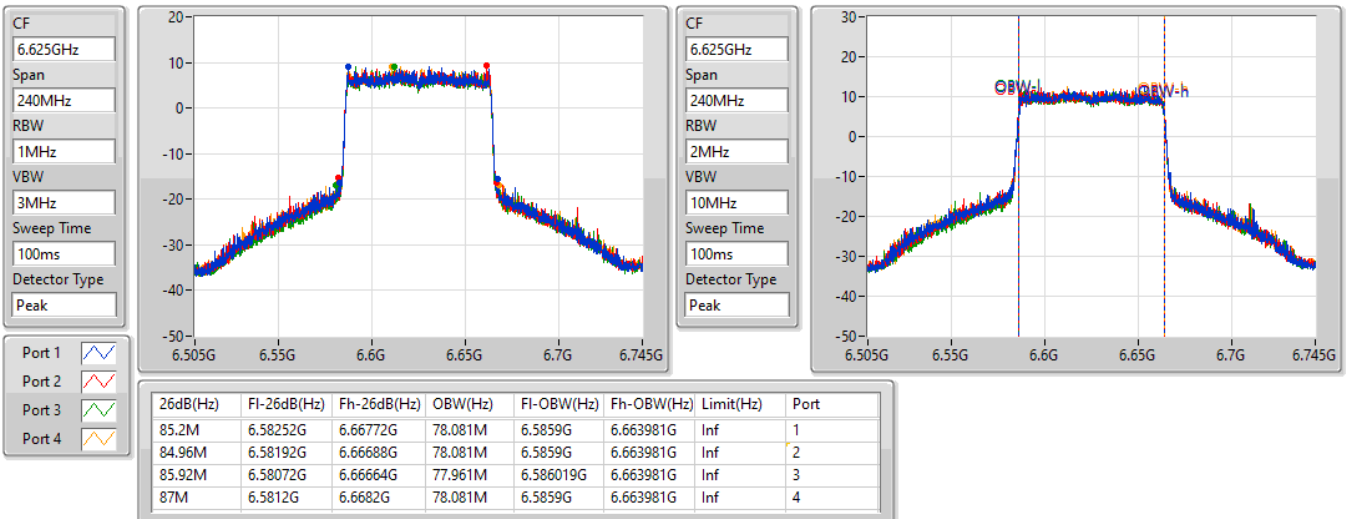 CF
6.625GHz
Span
240MHz
RBW
1MHz
VBW
3MHz
Sweep Time
100ms
Detector Type
Peak
20
10
0
-10
-20
-30
-40
-50
6.505G 6.55G 6.6G 6.65G 6.7G 6.745G
CF
6.625GHz
Span
240MHz
RBW
2MHz
VBW
10MHz
Sweep Time
100ms
Detector Type
Peak
30
20
10
0
-10
-20
-30
-40
-50
OBW-l OBW-h
6.505G 6.55G 6.6G 6.65G 6.7G 6.745G
Port 1
Port 2
Port 3
Port 4
26dB(Hz) Fl-26dB(Hz) Fh-26dB(Hz) OBW(Hz) Fl-OBW(Hz) Fh-OBW(Hz) Limit(Hz) Port
85.2M 6.58252G 6.66772G 78.081M 6.5859G 6.663981G Inf 1
84.96M 6.58192G 6.66688G 78.081M 6.5859G 6.663981G Inf 2
85.92M 6.58072G 6.66664G 77.961M 6.586019G 6.663981G Inf 3
87M 6.5812G 6.6682G 78.081M 6.5859G 6.663981G Inf 4